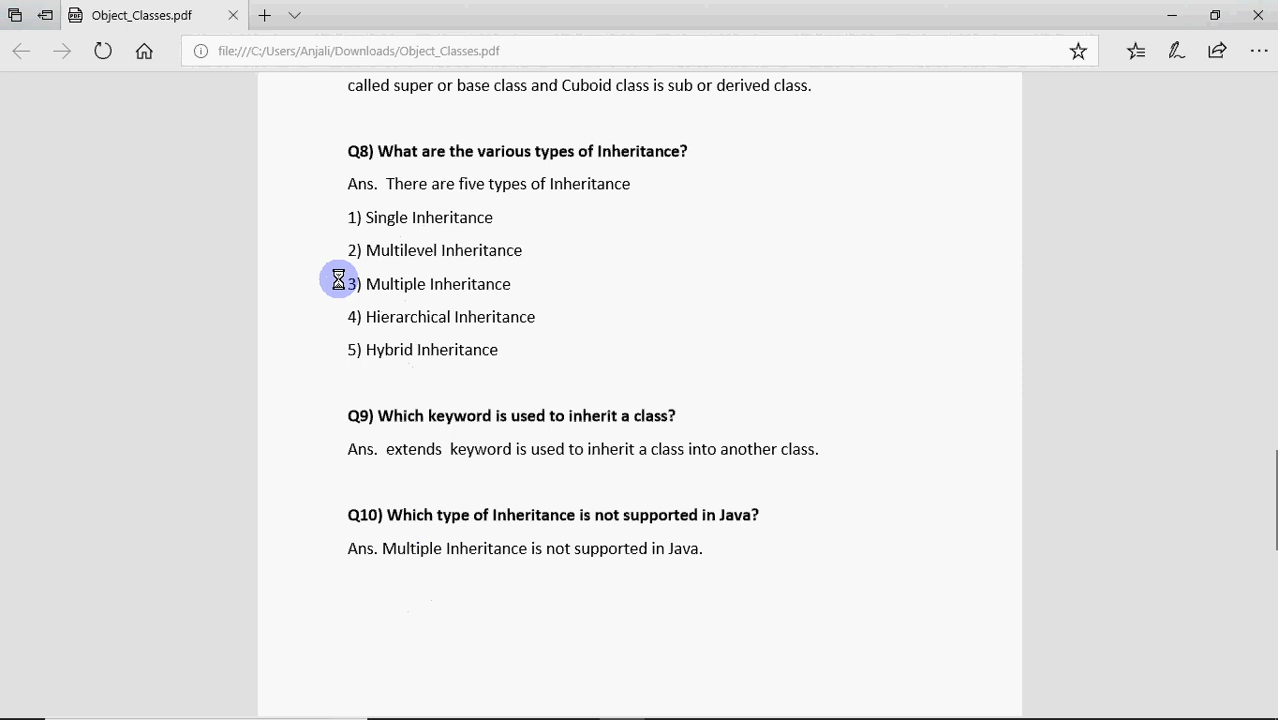 Object_Classes.pdf
file:///C:/Users/Anjali/Downloads/Object_Classes.pdf
called super or base class and Cuboid class is sub or derived class.
Q8) What are the various types of Inheritance?
Ans. There are five types of Inheritance
1) Single Inheritance
2) Multilevel Inheritance
3) Multiple Inheritance
4) Hierarchical Inheritance
5) Hybrid Inheritance
Q9) Which keyword is used to inherit a class?
Ans. extends keyword is used to inherit a class into another class.
Q10) Which type of Inheritance is not supported in Java?
Ans. Multiple Inheritance is not supported in Java.